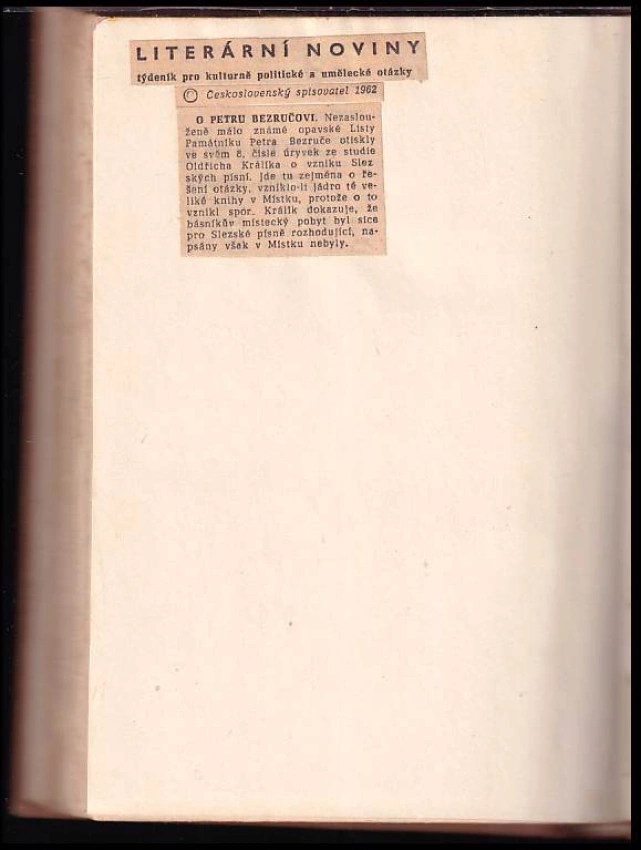 LITERÁRNÍ NOVINY
týdeník pro kulturně politické a umělecké otázky
© Československý spisovatel 1962
O PETRU BEZRUČOVI. Nezaslou-
ženě málo známé opavské Listy
Památníku Petra Bezruče otiskly
ve svém 6. čísle úryvek ze studie
Oldřicha Králíka o vzniku Slez
ských písní. Jde tu zejména o ře-
šení otázky, vzniklo-li jádro té ve-
liké knihy v Místku, protože o to
vznikl spor. Králík dokazuje, že
básníkův místecký pobyt byl sice
pro Slezské písně rozhodující, na-
psány však v Místku nebyly.